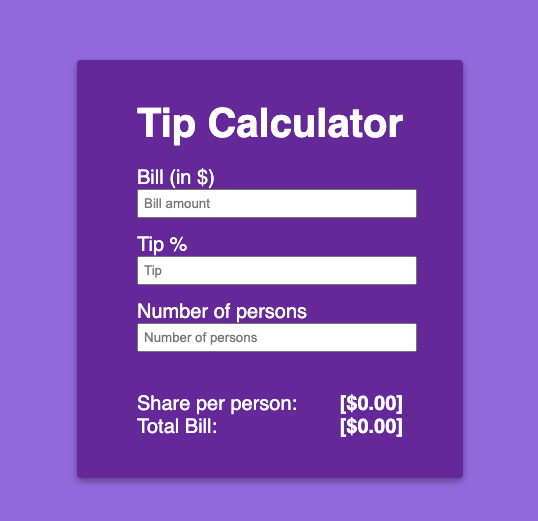 Tip Calculator
Bill (in $)
Bill amount
Tip %
Tip
Number of persons
Number of persons
Share per person: [$0.00]
Total Bill: [$0.00]